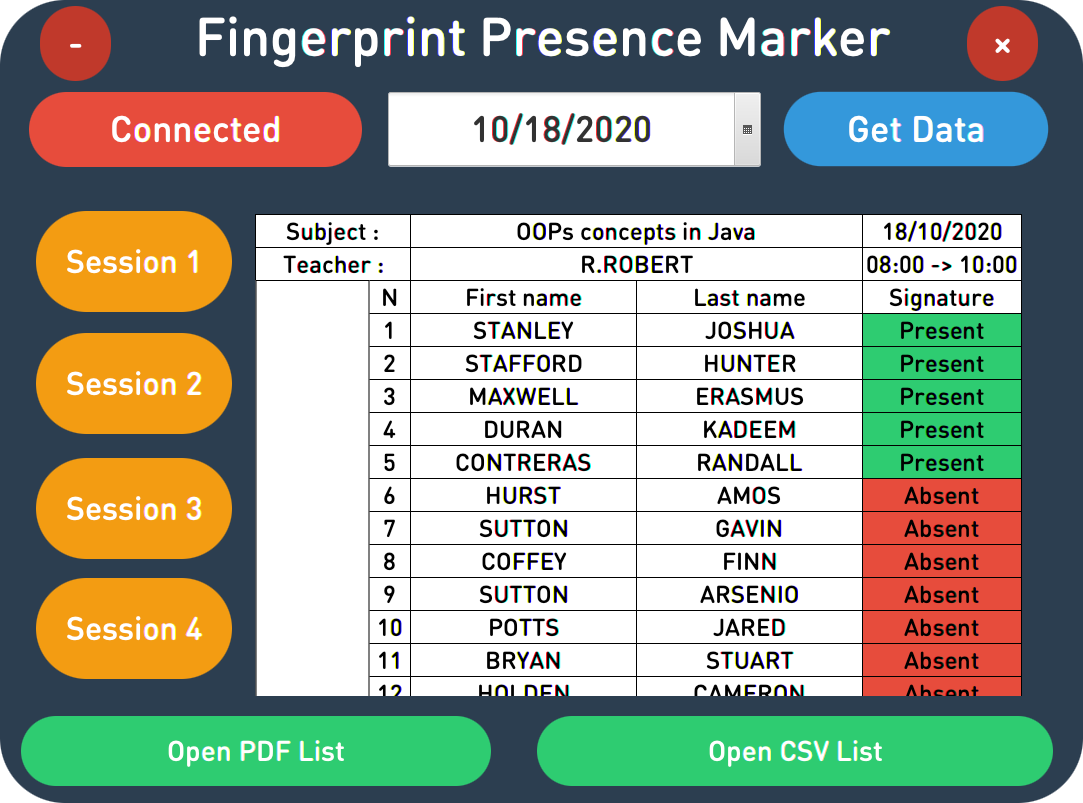 - Fingerprint Presence Marker ×
Connected 10/18/2020 Get Data
Session 1
Session 2
Session 3
Session 4
Subject : OOPs concepts in Java 18/10/2020
Teacher : R.ROBERT 08:00 -> 10:00
N First name Last name Signature
1 STANLEY JOSHUA Present
2 STAFFORD HUNTER Present
3 MAXWELL ERASMUS Present
4 DURAN KADEEM Present
5 CONTRERAS RANDALL Present
6 HURST AMOS Absent
7 SUTTON GAVIN Absent
8 COFFEY FINN Absent
9 SUTTON ARSENIO Absent
10 POTTS JARED Absent
11 BRYAN STUART Absent
12 HOLDEN CAMERON Absent
Open PDF List Open CSV List